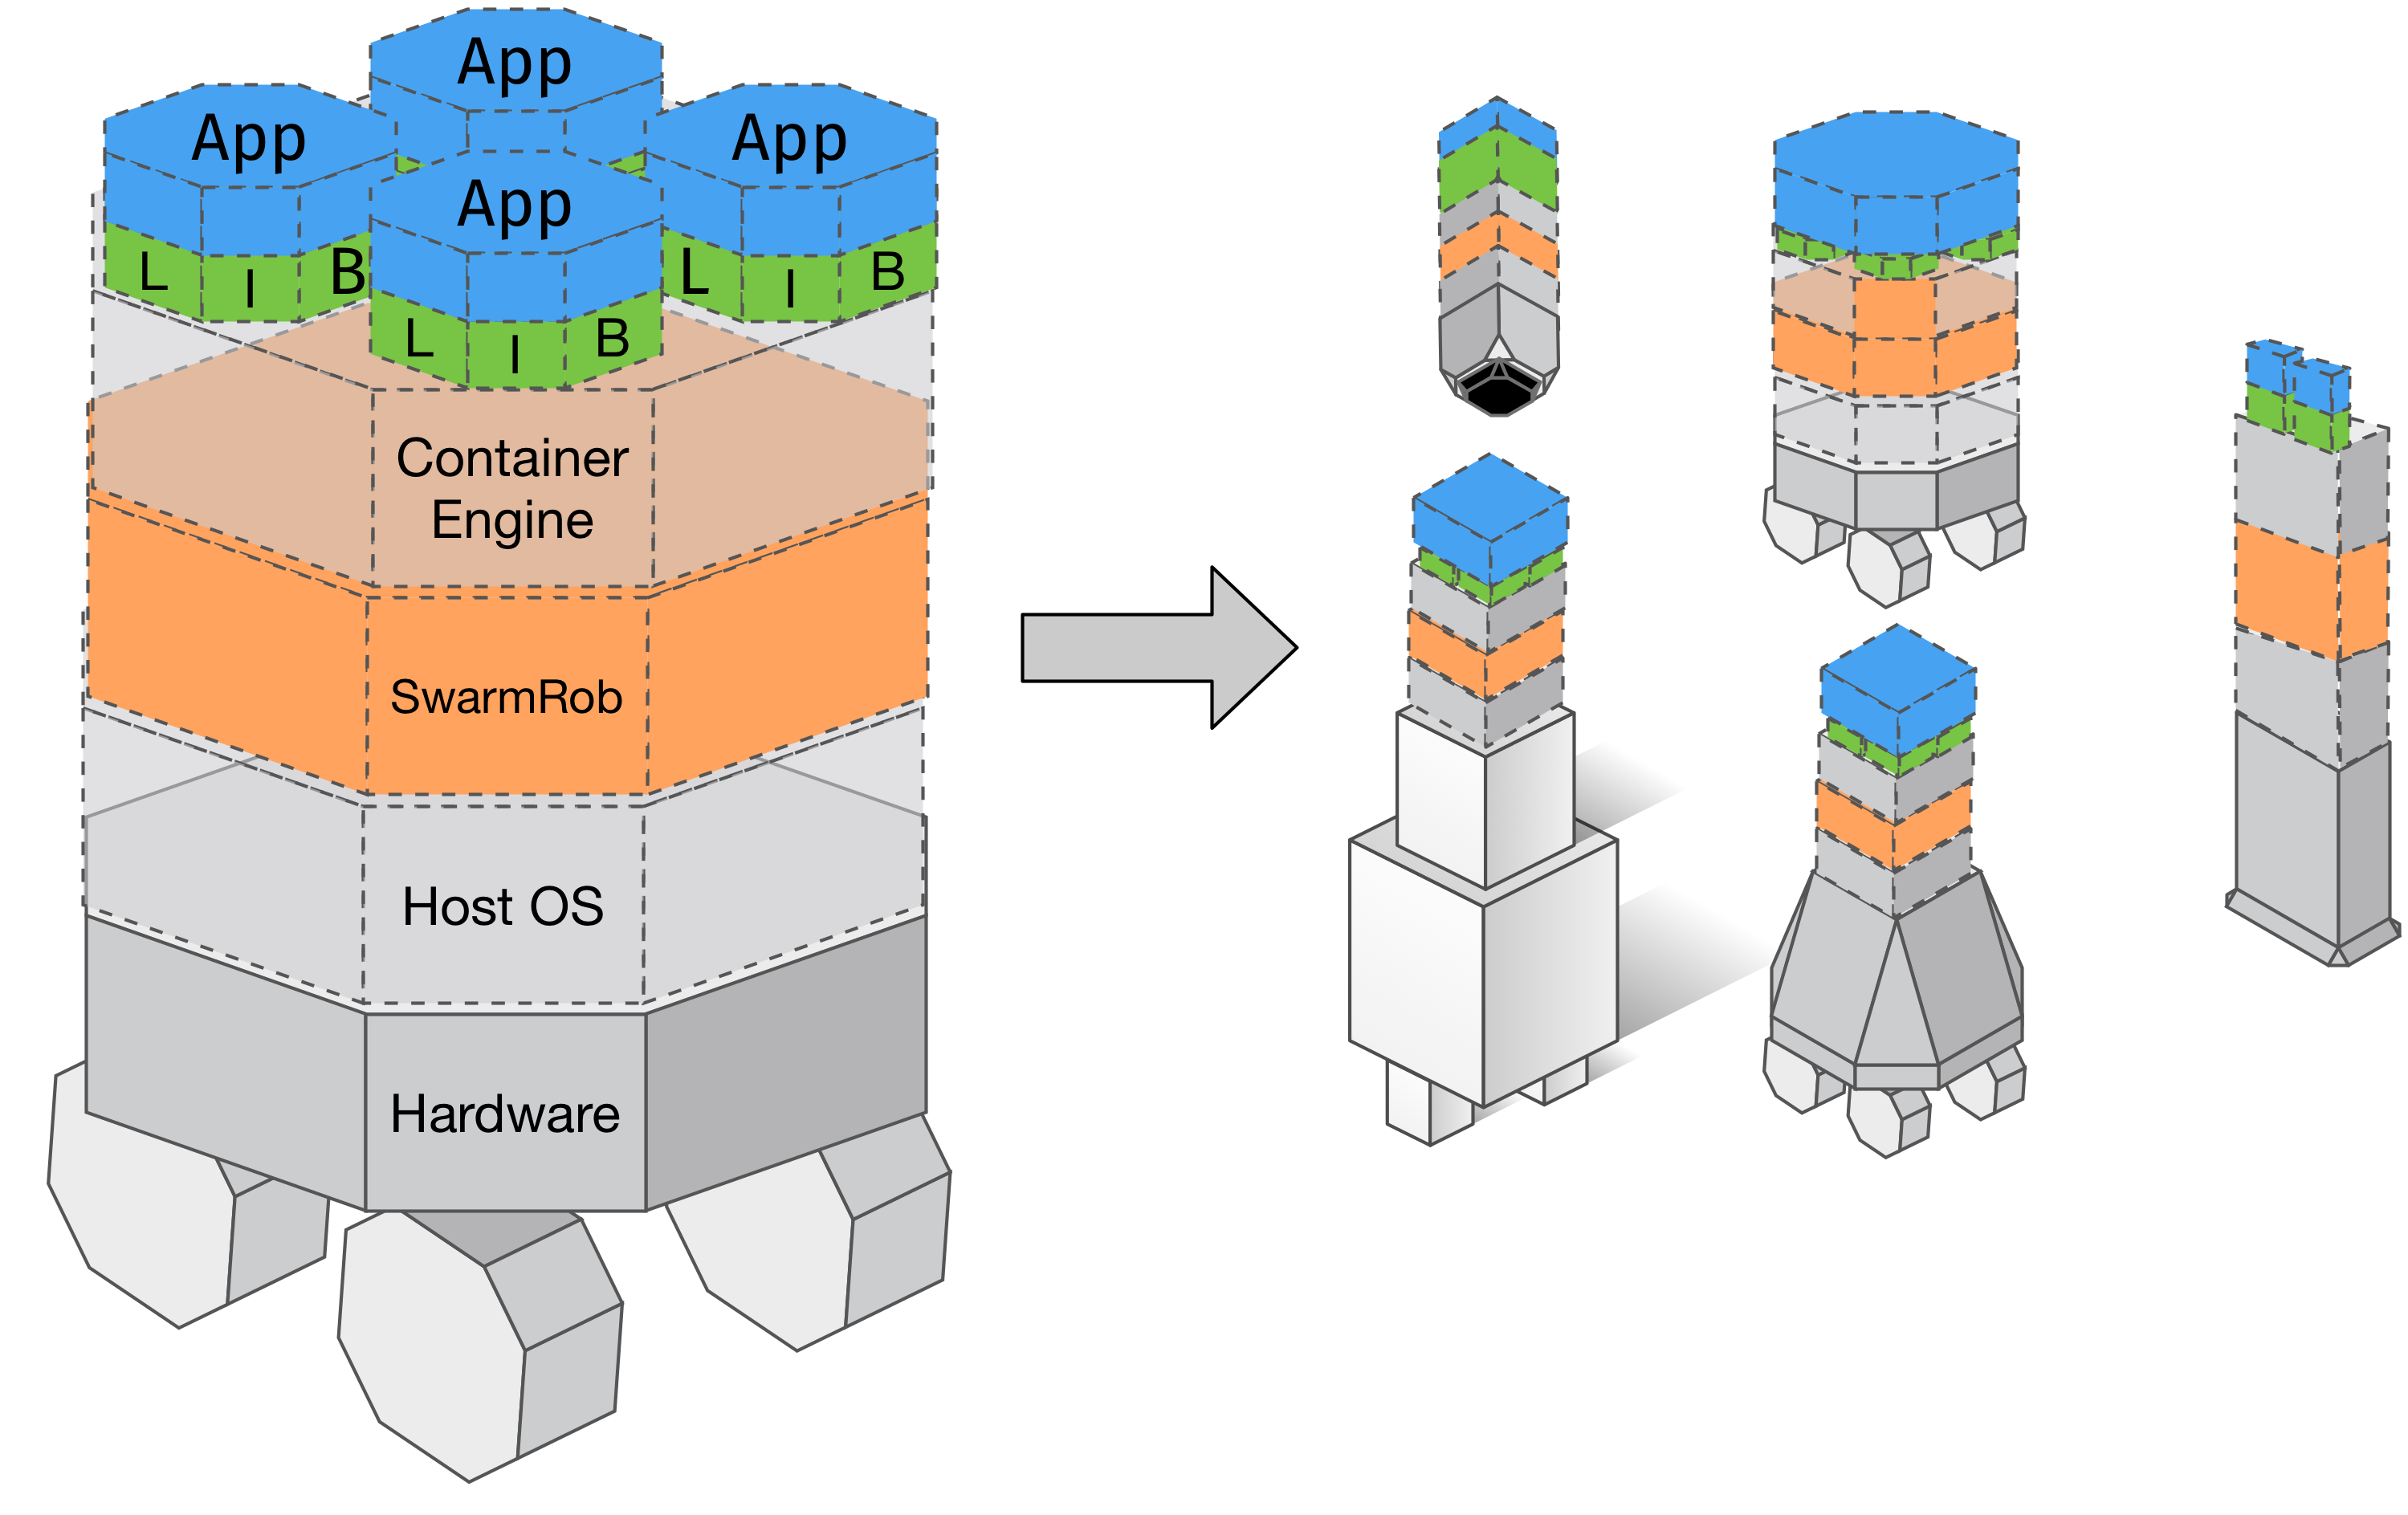 App
App
App
App
L I B
L I B
L I B
Container
Engine
SwarmRob
Host OS
Hardware